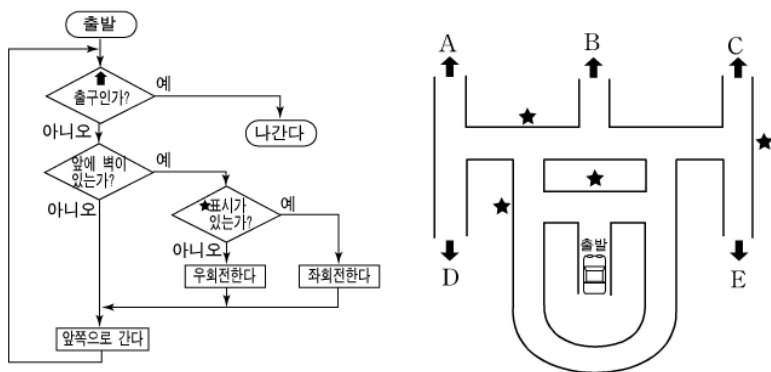 출발
출구인가?
예
아니오
나간다
앞에 벽이
있는가?
예
아니오
★표시가
있는가?
예
아니오
우회전한다
좌회전한다
앞쪽으로 간다
A
B
C
출발
D
E